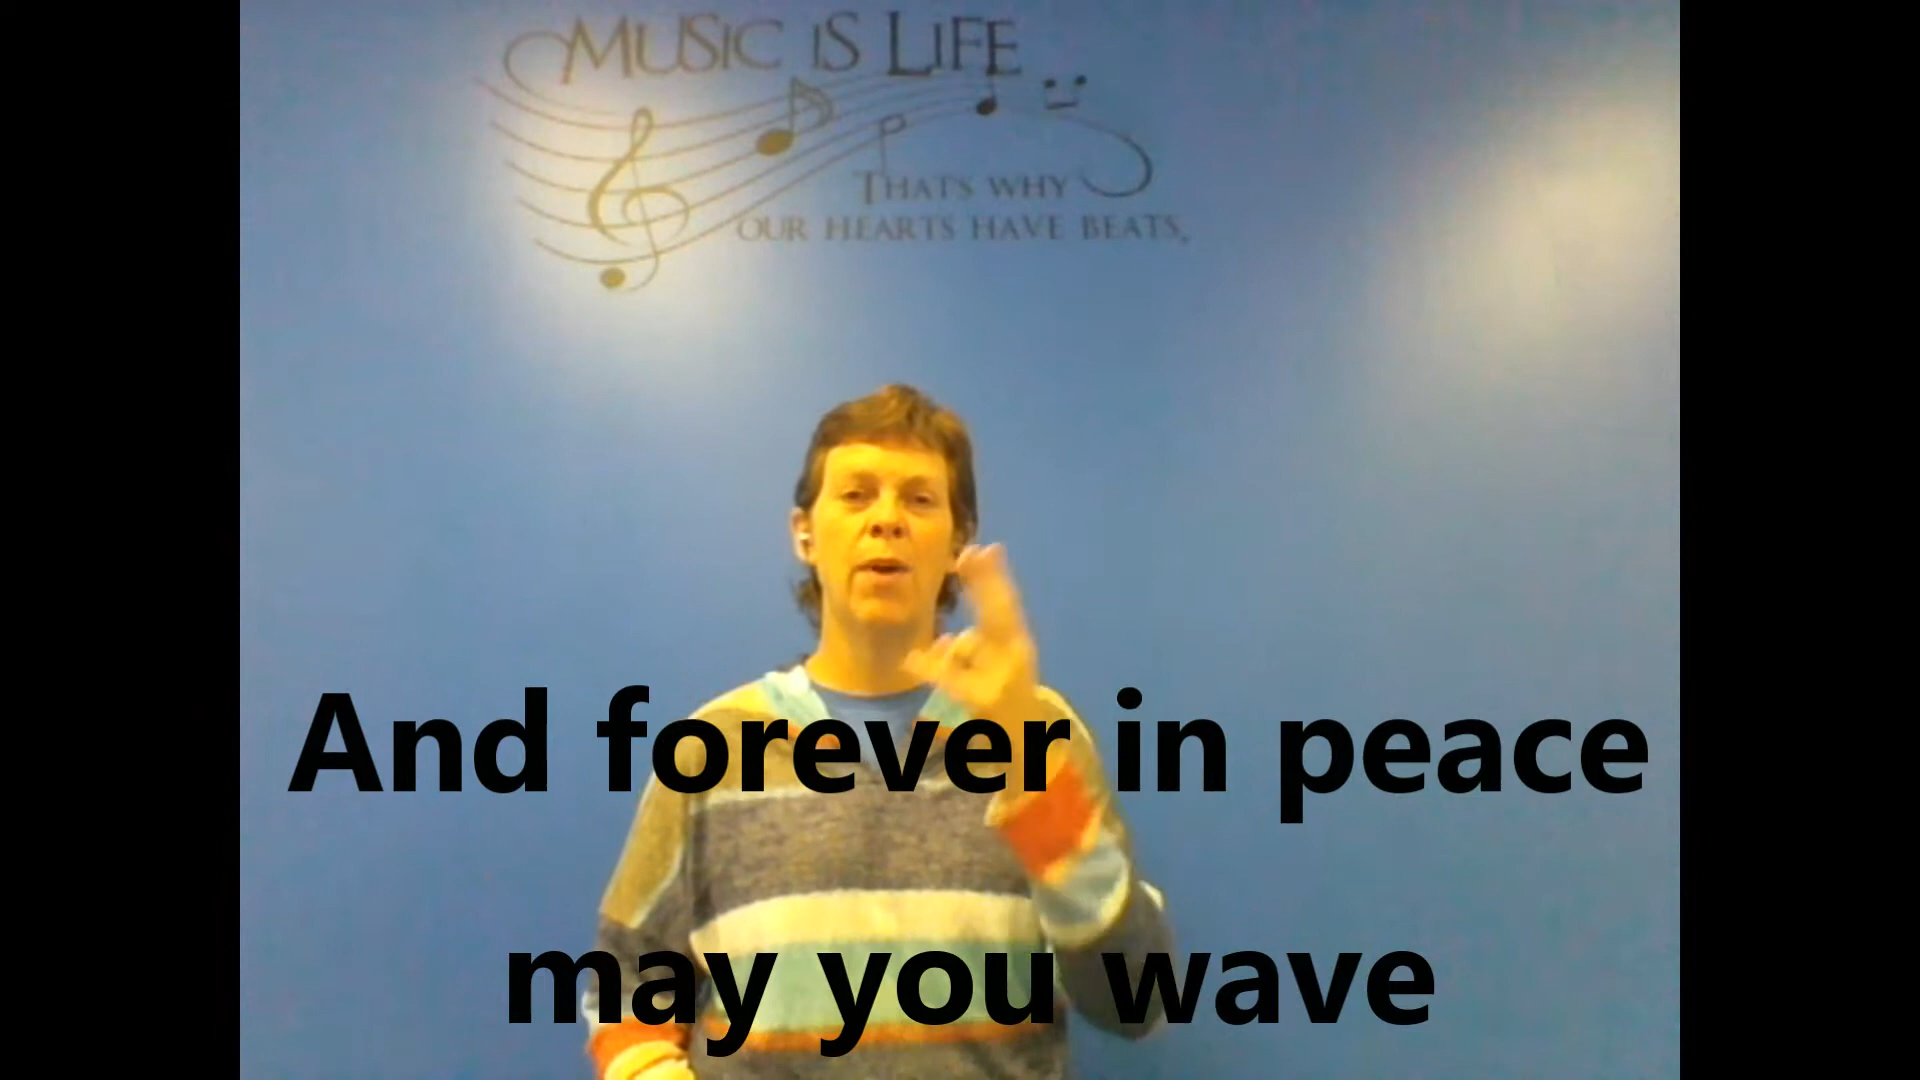 MUSIC IS LIFE
THAT'S WHY
OUR HEARTS HAVE BEATS.
And forever in peace
may you wave